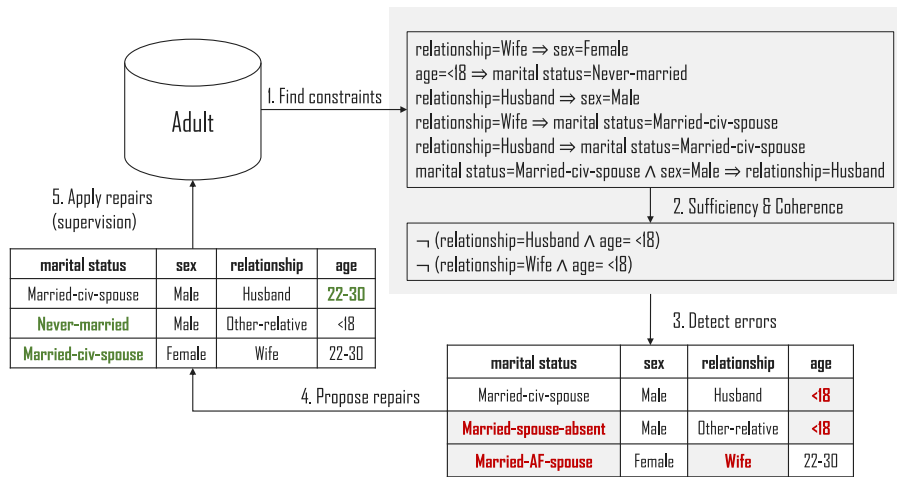 Adult
1. Find constraints
relationship=Wife ⇒ sex=Female
age=<18 ⇒ marital status=Never-married
relationship=Husband ⇒ sex=Male
relationship=Wife ⇒ marital status=Married-civ-spouse
relationship=Husband ⇒ marital status=Married-civ-spouse
marital status=Married-civ-spouse ∧ sex=Male ⇒ relationship=Husband
2. Sufficiency & Coherence
¬ (relationship=Husband ∧ age= <18)
¬ (relationship=Wife ∧ age= <18)
3. Detect errors
marital status sex relationship age
Married-civ-spouse Male Husband <18
Married-spouse-absent Male Other-relative <18
Married-AF-spouse Female Wife 22-30
4. Propose repairs
marital status sex relationship age
Married-civ-spouse Male Husband 22-30
Never-married Male Other-relative <18
Married-civ-spouse Female Wife 22-30
5. Apply repairs
(supervision)